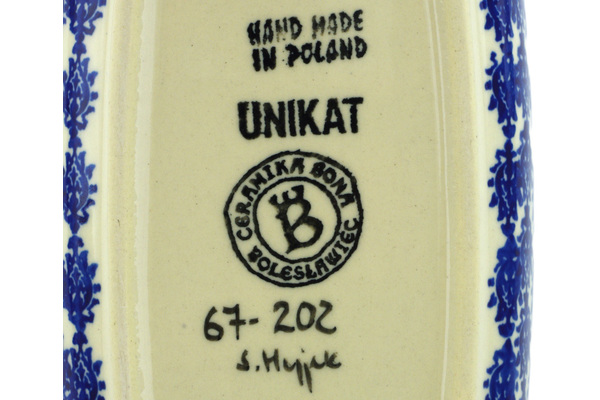 HAND MADE
IN POLAND
UNIKAT
CERAMIKA BONA
B
BOLESŁAWIEC
67-202